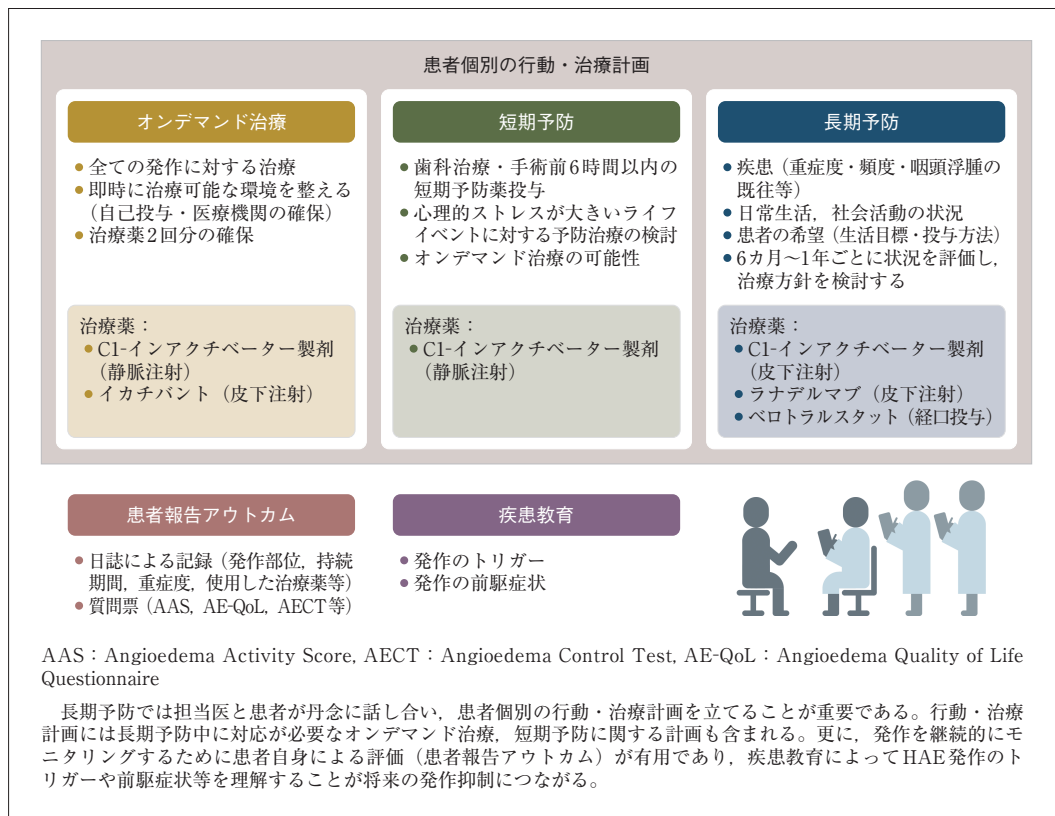 患者個別の行動・治療計画
オンデマンド治療
● 全ての発作に対する治療
● 即時に治療可能な環境を整える
（自己投与・医療機関の確保）
● 治療薬2回分の確保
治療薬：
● C1-インアクチベーター製剤
（静脈注射）
● イカチバント（皮下注射）
短期予防
● 歯科治療・手術前6時間以内の
短期予防薬投与
● 心理的ストレスが大きいライフ
イベントに対する予防治療の検討
● オンデマンド治療の可能性
治療薬：
● C1-インアクチベーター製剤
（静脈注射）
長期予防
● 疾患（重症度・頻度・咽頭浮腫の
既往等）
● 日常生活，社会活動の状況
● 患者の希望（生活目標・投与方法）
● 6カ月～1年ごとに状況を評価し，
治療方針を検討する
治療薬：
● C1-インアクチベーター製剤
（皮下注射）
● ラナデルマブ（皮下注射）
● ベロトラルスタット（経口投与）
患者報告アウトカム
● 日誌による記録（発作部位，持続
期間，重症度，使用した治療薬等）
● 質問票（AAS, AE-QoL, AECT等）
疾患教育
● 発作のトリガー
● 発作の前駆症状
AAS：Angioedema Activity Score, AECT：Angioedema Control Test, AE-QoL：Angioedema Quality of Life
Questionnaire
長期予防では担当医と患者が丹念に話し合い，患者個別の行動・治療計画を立てることが重要である。行動・治療
計画には長期予防中に対応が必要なオンデマンド治療，短期予防に関する計画も含まれる。更に，発作を継続的にモ
ニタリングするために患者自身による評価（患者報告アウトカム）が有用であり，疾患教育によってHAE発作のト
リガーや前駆症状等を理解することが将来の発作抑制につながる。